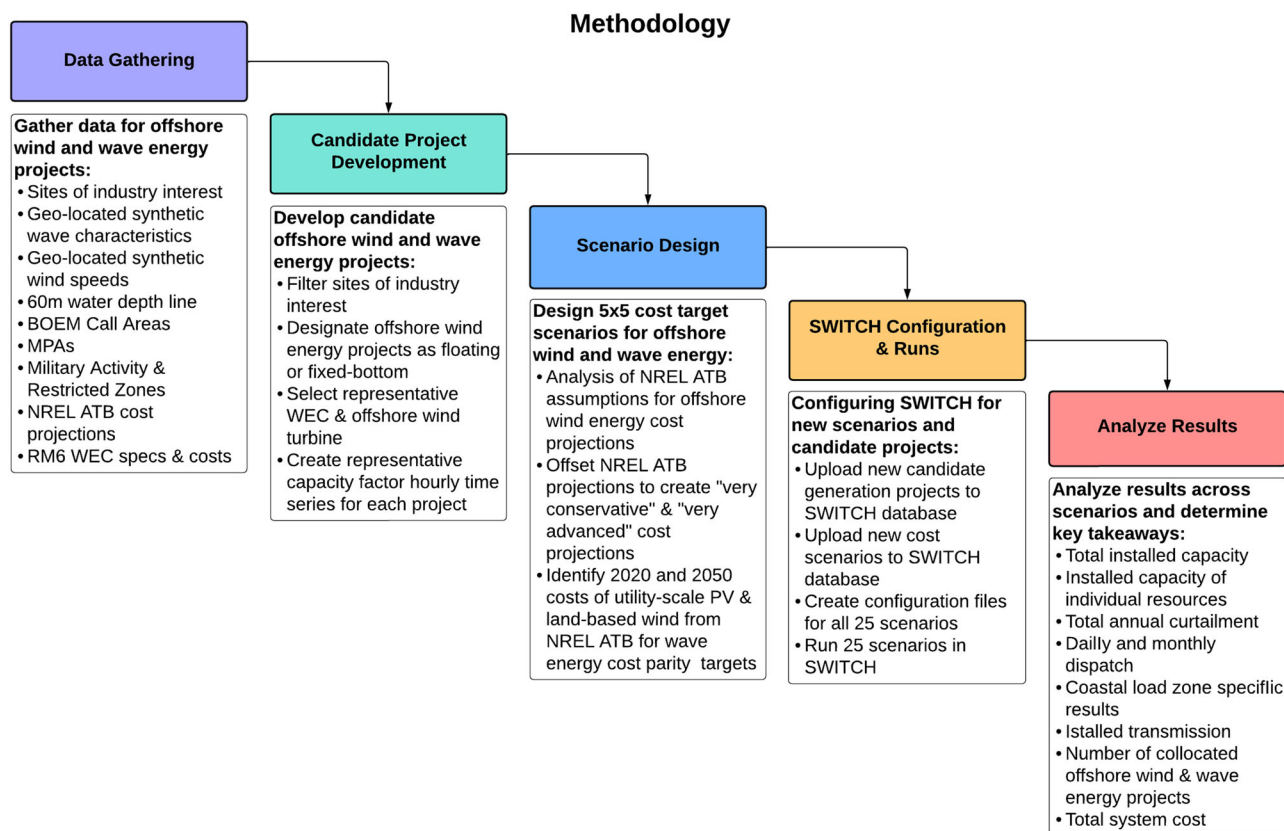 Methodology
Data Gathering
Gather data for offshore
wind and wave energy
projects:
• Sites of industry interest
• Geo-located synthetic
wave characteristics
• Geo-located synthetic
wind speeds
• 60m water depth line
• BOEM Call Areas
• MPAs
• Military Activity &
Restricted Zones
• NREL ATB cost
projections
• RM6 WEC specs & costs
Candidate Project
Development
Develop candidate
offshore wind and wave
energy projects:
• Filter sites of industry
interest
• Designate offshore wind
energy projects as floating
or fixed-bottom
• Select representative
WEC & offshore wind
turbine
• Create representative
capacity factor hourly time
series for each project
Scenario Design
Design 5x5 cost target
scenarios for offshore
wind and wave energy:
• Analysis of NREL ATB
assumptions for offshore
wind energy cost
projections
• Offset NREL ATB
projections to create "very
conservative" & "very
advanced" cost
projections
• Identify 2020 and 2050
costs of utility-scale PV &
land-based wind from
NREL ATB for wave
energy cost parity targets
SWITCH Configuration
& Runs
Configuring SWITCH for
new scenarios and
candidate projects:
• Upload new candidate
generation projects to
SWITCH database
• Upload new cost
scenarios to SWITCH
database
• Create configuration files
for all 25 scenarios
• Run 25 scenarios in
SWITCH
Analyze Results
Analyze results across
scenarios and determine
key takeaways:
• Total installed capacity
• Installed capacity of
individual resources
• Total annual curtailment
• Dailly and monthly
dispatch
• Coastal load zone speciflic
results
• Istalled transmission
• Number of collocated
offshore wind & wave
energy projects
• Total system cost